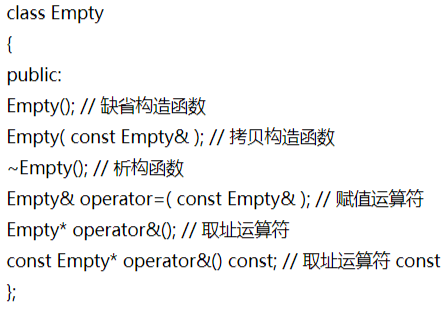 class Empty
{
public:
Empty(); // 缺省构造函数
Empty( const Empty& ); // 拷贝构造函数
~Empty(); // 析构函数
Empty& operator=( const Empty& ); // 赋值运算符
Empty* operator&(); // 取址运算符
const Empty* operator&() const; // 取址运算符 const
};